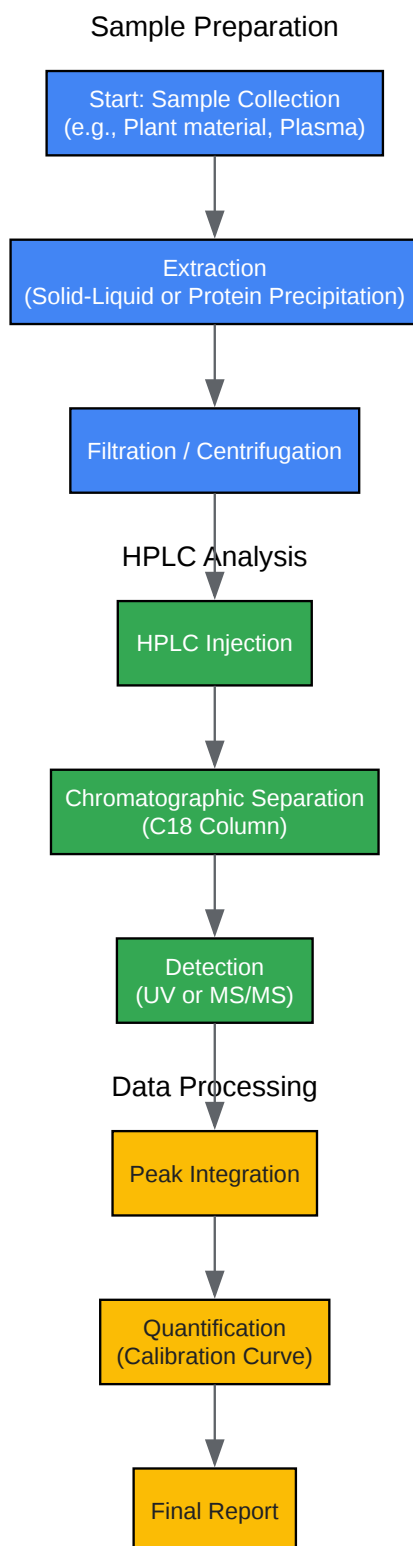 Sample Preparation
Start: Sample Collection
(e.g., Plant material, Plasma)
Extraction
(Solid-Liquid or Protein Precipitation)
Filtration / Centrifugation
HPLC Analysis
HPLC Injection
Chromatographic Separation
(C18 Column)
Detection
(UV or MS/MS)
Data Processing
Peak Integration
Quantification
(Calibration Curve)
Final Report